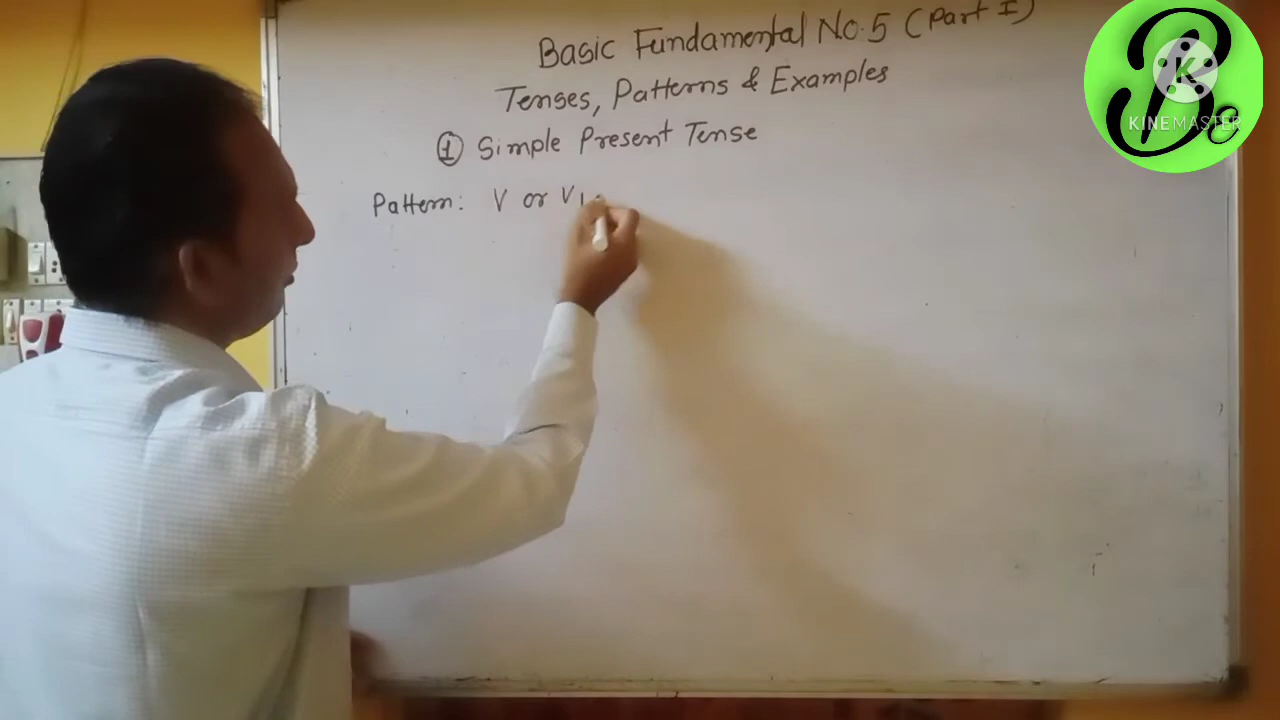 Basic Fundamental No.5 (Part I)
Tenses, Patterns & Examples
① Simple Present Tense
Pattern: V or V1
KINEMASTER